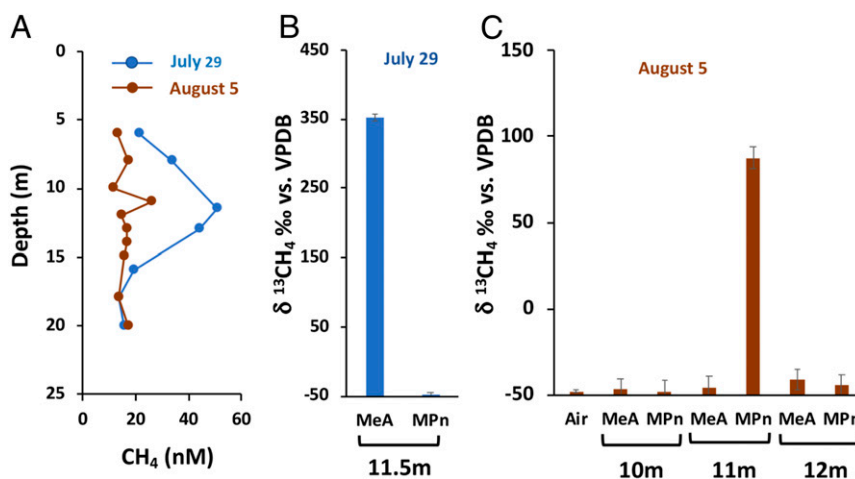 A
0
5
10
15
20
25
Depth (m)
July 29
August 5
0 20 40 60
CH₄ (nM)
B
450
350
250
150
50
-50
δ ¹³CH₄ ‰ vs. VPDB
July 29
MeA MPn
11.5m
C
150
100
50
0
-50
-100
δ ¹³CH₄ ‰ vs. VPDB
August 5
Air MeA MPn MeA MPn MeA MPn
10m 11m 12m